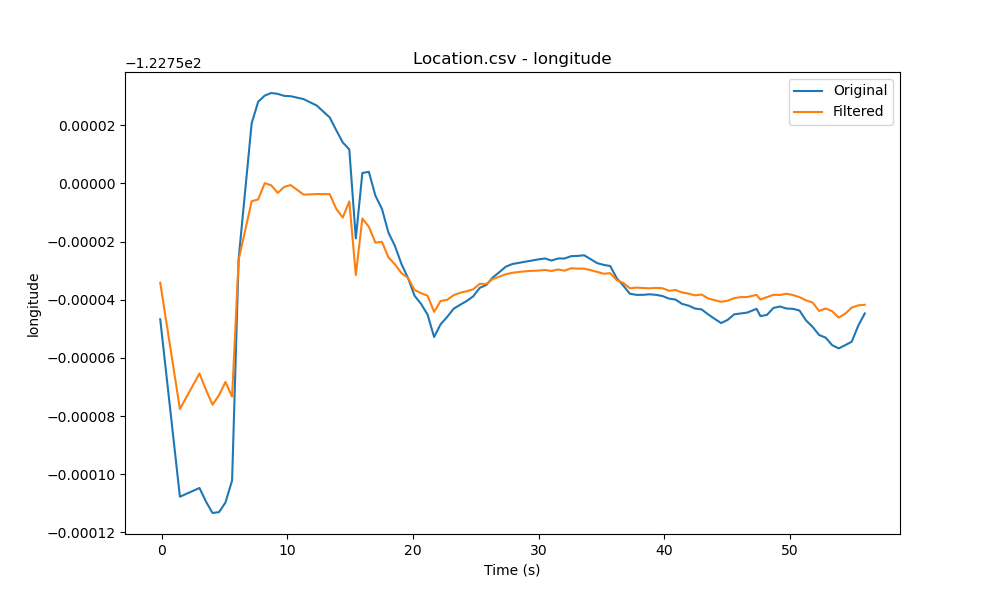 Location.csv - longitude
−1.2275e2
Original
Filtered
0.00002
0.00000
−0.00002
−0.00004
−0.00006
−0.00008
−0.00010
−0.00012
longitude
0 10 20 30 40 50
Time (s)